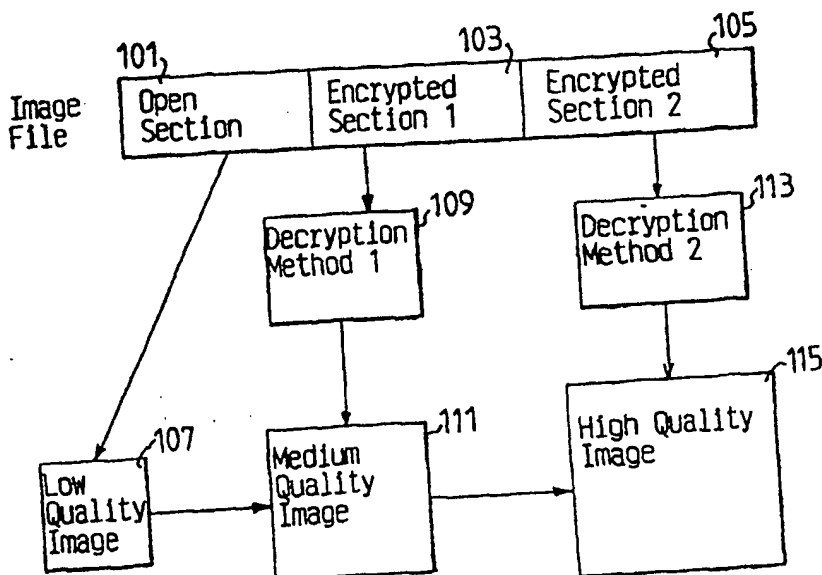 101
103
105
Image
File
Open
Section
Encrypted
Section 1
Encrypted
Section 2
109
113
Decryption
Method 1
Decryption
Method 2
107
111
115
Low
Quality
Image
Medium
Quality
Image
High Quality
Image